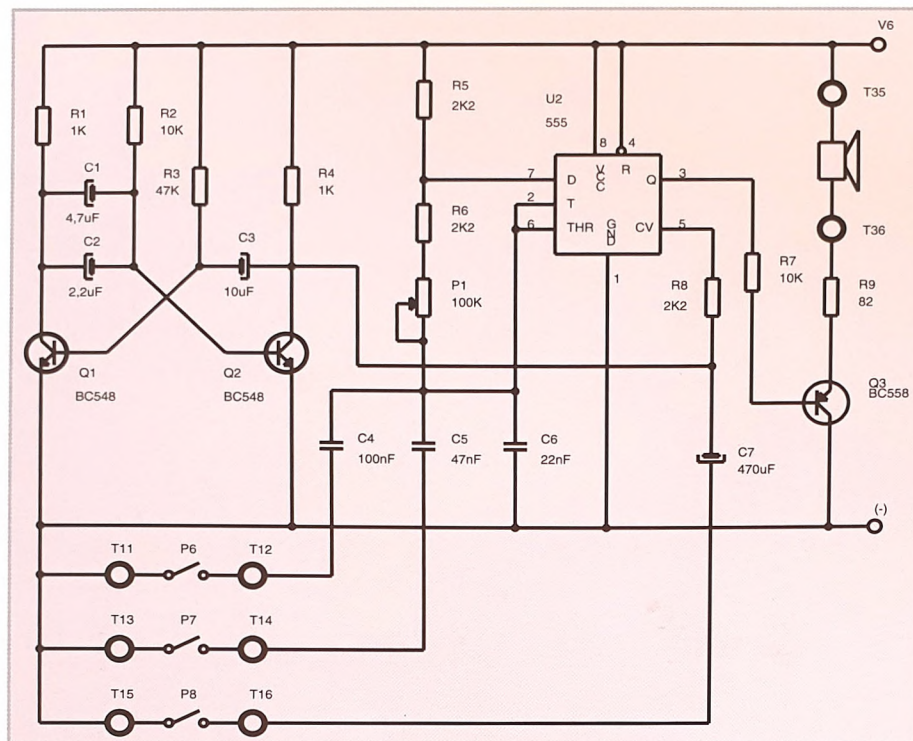 V6
R1
1K
R2
10K
C1
4,7uF
C2
2,2uF
R3
47K
C3
10uF
R4
1K
R5
2K2
R6
2K2
P1
100K
U2
555
8
4
VCC
R
7
D
Q
3
2
T
6
THR
GND
CV
5
1
R8
2K2
R7
10K
T35
T36
R9
82
Q1
BC548
Q2
BC548
Q3
BC558
C4
100nF
C5
47nF
C6
22nF
C7
470uF
(-)
T11
P6
T12
T13
P7
T14
T15
P8
T16